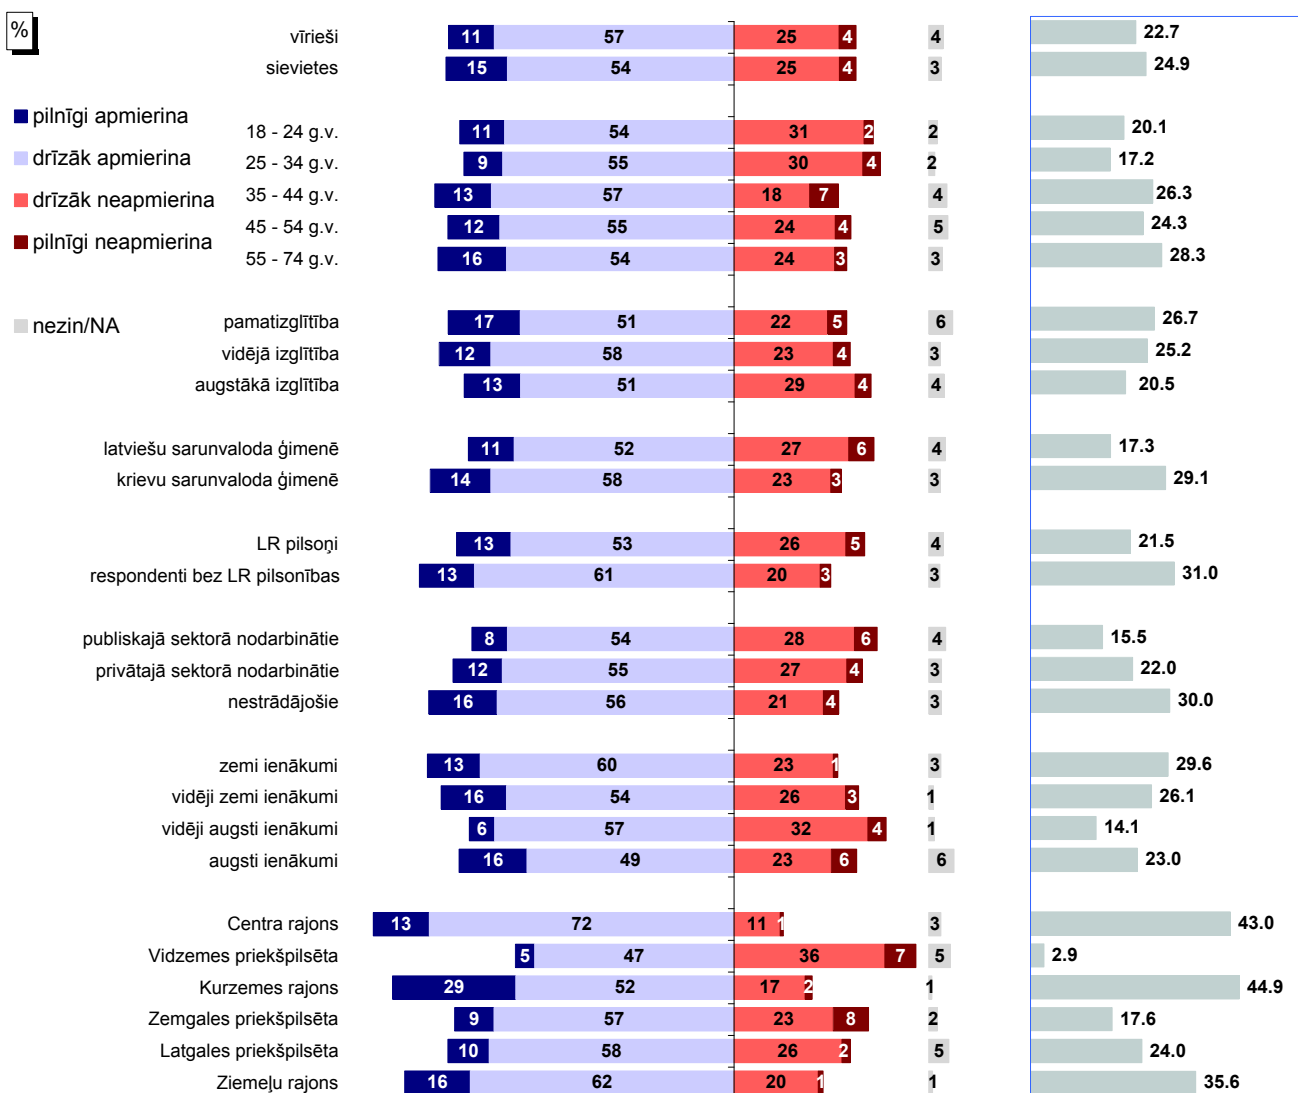 %
vīrieši 11 57 25 4 4 22.7
sievietes 15 54 25 4 3 24.9
pilnīgi apmierina
drīzāk apmierina
drīzāk neapmierina
pilnīgi neapmierina
nezin/NA
18 - 24 g.v. 11 54 31 2 2 20.1
25 - 34 g.v. 9 55 30 4 2 17.2
35 - 44 g.v. 13 57 18 7 4 26.3
45 - 54 g.v. 12 55 24 4 5 24.3
55 - 74 g.v. 16 54 24 3 3 28.3
pamatizglītība 17 51 22 5 6 26.7
vidējā izglītība 12 58 23 4 3 25.2
augstākā izglītība 13 51 29 4 4 20.5
latviešu sarunvaloda ģimenē 11 52 27 6 4 17.3
krievu sarunvaloda ģimenē 14 58 23 3 3 29.1
LR pilsoņi 13 53 26 5 4 21.5
respondenti bez LR pilsonības 13 61 20 3 3 31.0
publiskajā sektorā nodarbinātie 8 54 28 6 4 15.5
privātajā sektorā nodarbinātie 12 55 27 4 3 22.0
nestrādājošie 16 56 21 4 3 30.0
zemi ienākumi 13 60 23 1 3 29.6
vidēji zemi ienākumi 16 54 26 3 1 26.1
vidēji augsti ienākumi 6 57 32 4 1 14.1
augsti ienākumi 16 49 23 6 6 23.0
Centra rajons 13 72 11 1 3 43.0
Vidzemes priekšpilsēta 5 47 36 7 5 2.9
Kurzemes rajons 29 52 17 2 1 44.9
Zemgales priekšpilsēta 9 57 23 8 2 17.6
Latgales priekšpilsēta 10 58 26 2 5 24.0
Ziemeļu rajons 16 62 20 1 1 35.6